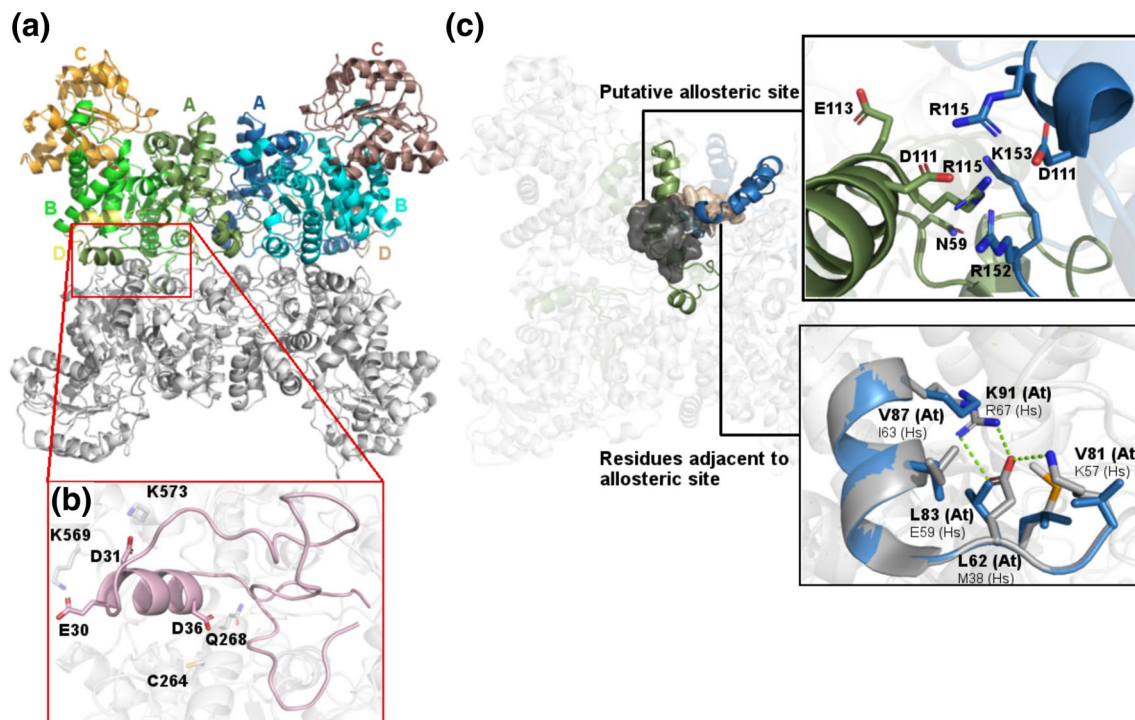 (a)
C
C
A
A
B
B
D
D
(b)
K573
K569
D31
E30
D36
Q268
C264
(c)
Putative allosteric site
E113
R115
D111
R115
K153
D111
N59
R152
Residues adjacent to
allosteric site
K91 (At)
R67 (Hs)
V87 (At)
I63 (Hs)
V81 (At)
K57 (Hs)
L83 (At)
E59 (Hs)
L62 (At)
M38 (Hs)